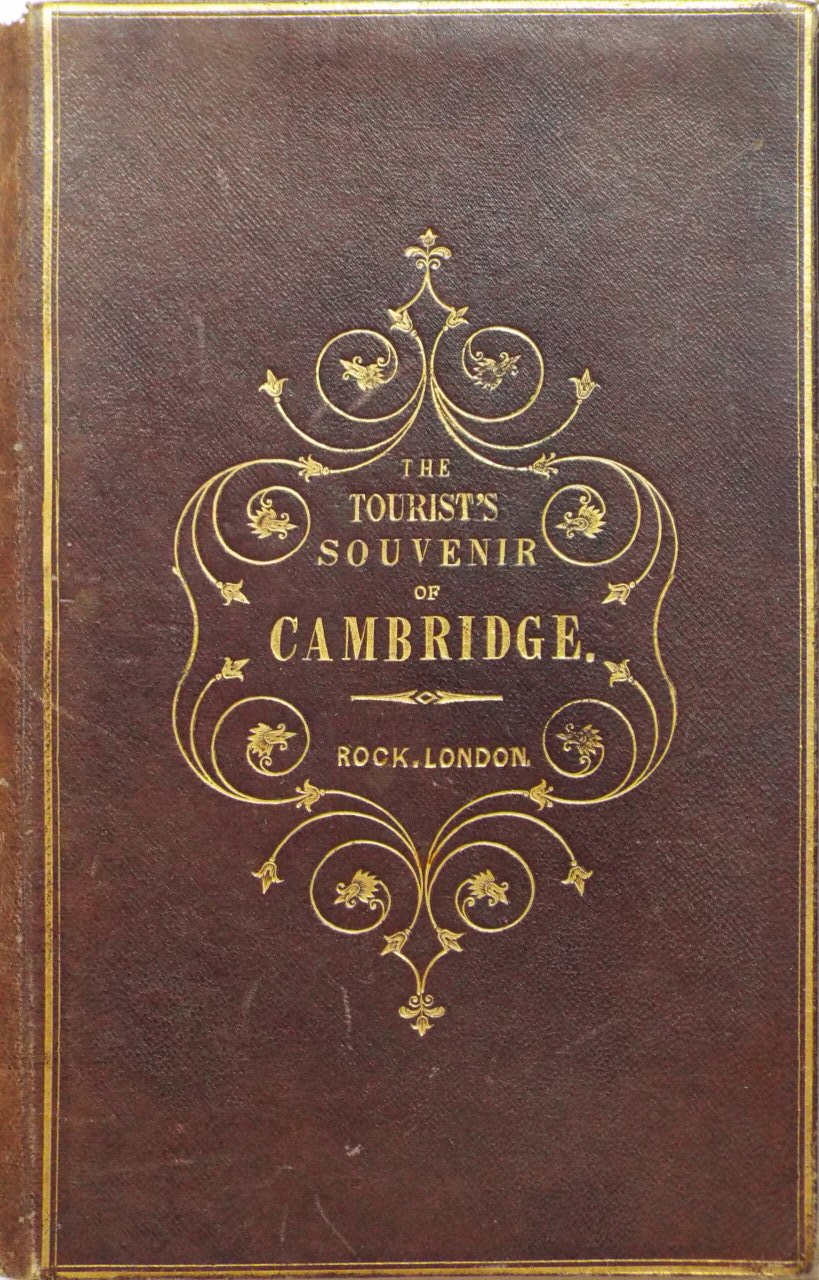 THE
TOURIST'S
SOUVENIR
OF
CAMBRIDGE.
ROCK. LONDON.